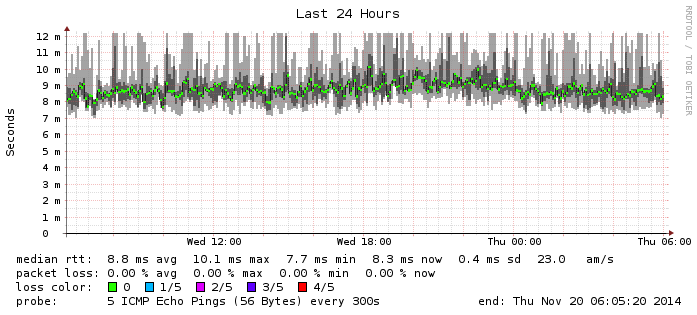 Last 24 Hours
RRDTOOL / TOBI OETIKER
Seconds
12 m
11 m
10 m
9 m
8 m
7 m
6 m
5 m
4 m
3 m
2 m
1 m
0
Wed 12:00 Wed 18:00 Thu 00:00 Thu 06:00
median rtt: 8.8 ms avg 10.1 ms max 7.7 ms min 8.3 ms now 0.4 ms sd 23.0 am/s
packet loss: 0.00 % avg 0.00 % max 0.00 % min 0.00 % now
loss color: 0 1/5 2/5 3/5 4/5
probe: 5 ICMP Echo Pings (56 Bytes) every 300s end: Thu Nov 20 06:05:20 2014